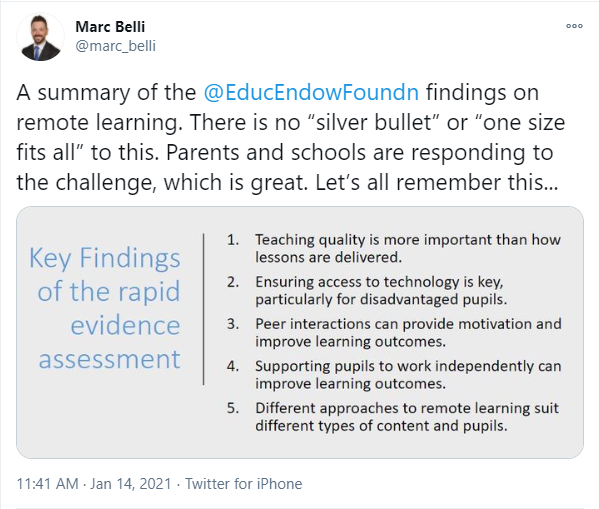 Marc Belli
@marc_belli
A summary of the @EducEndowFoundn findings on
remote learning. There is no “silver bullet” or “one size
fits all” to this. Parents and schools are responding to
the challenge, which is great. Let’s all remember this...
Key Findings
of the rapid
evidence
assessment
1. Teaching quality is more important than how
lessons are delivered.
2. Ensuring access to technology is key,
particularly for disadvantaged pupils.
3. Peer interactions can provide motivation and
improve learning outcomes.
4. Supporting pupils to work independently can
improve learning outcomes.
5. Different approaches to remote learning suit
different types of content and pupils.
11:41 AM · Jan 14, 2021 · Twitter for iPhone